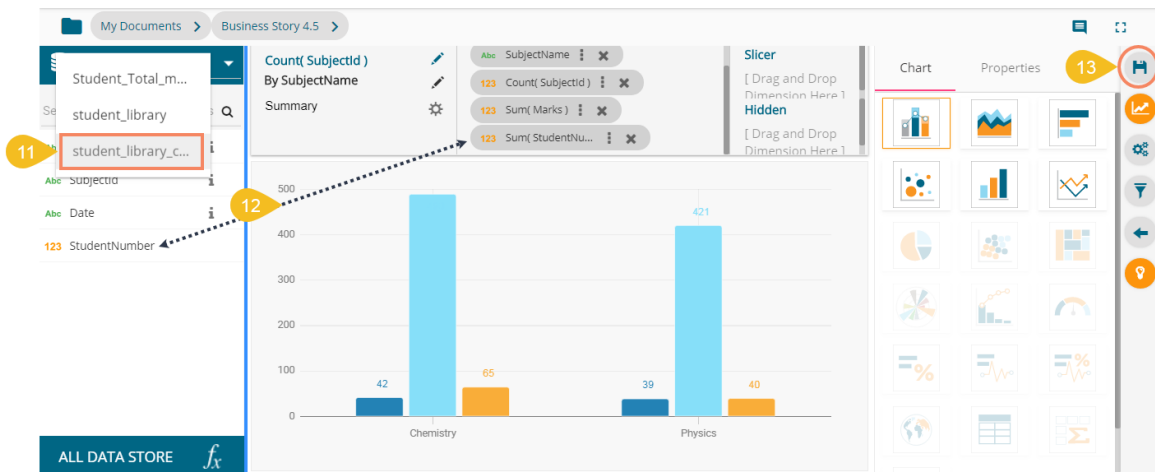 My Documents
Business Story 4.5
Student_Total_m...
student_library
student_library_c...
11
Abc SubjectId
Abc Date
123 StudentNumber
ALL DATA STORE fx
Count( SubjectId )
By SubjectName
Summary
Abc SubjectName
123 Count( SubjectId )
123 Sum( Marks )
123 Sum( StudentNu...
Slicer
[ Drag and Drop
Dimension Here ]
Hidden
[ Drag and Drop
Dimension Here ]
12
500
400
300
200
100
0
42
65
421
39
40
Chemistry
Physics
Chart
Properties
13